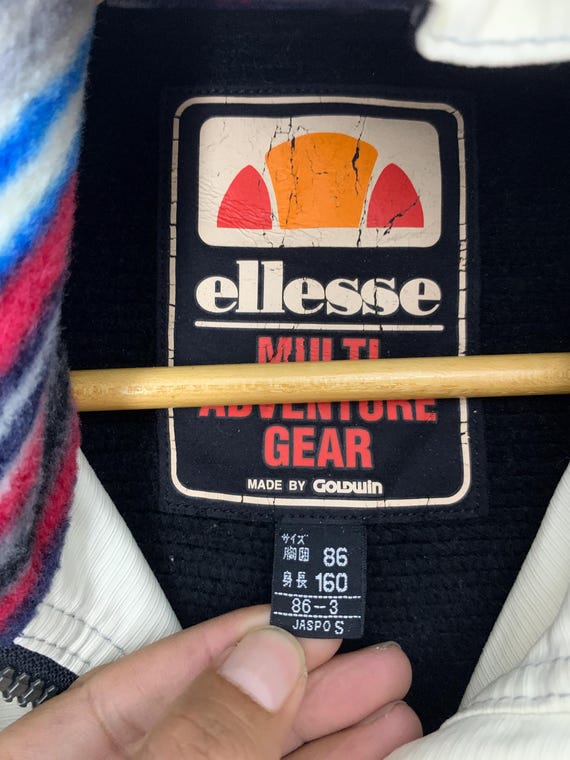 ellesse
MULTI
ADVENTURE
GEAR
MADE BY GOLDWIN
サイズ
胸囲 86
身長 160
86-3
JASPO S